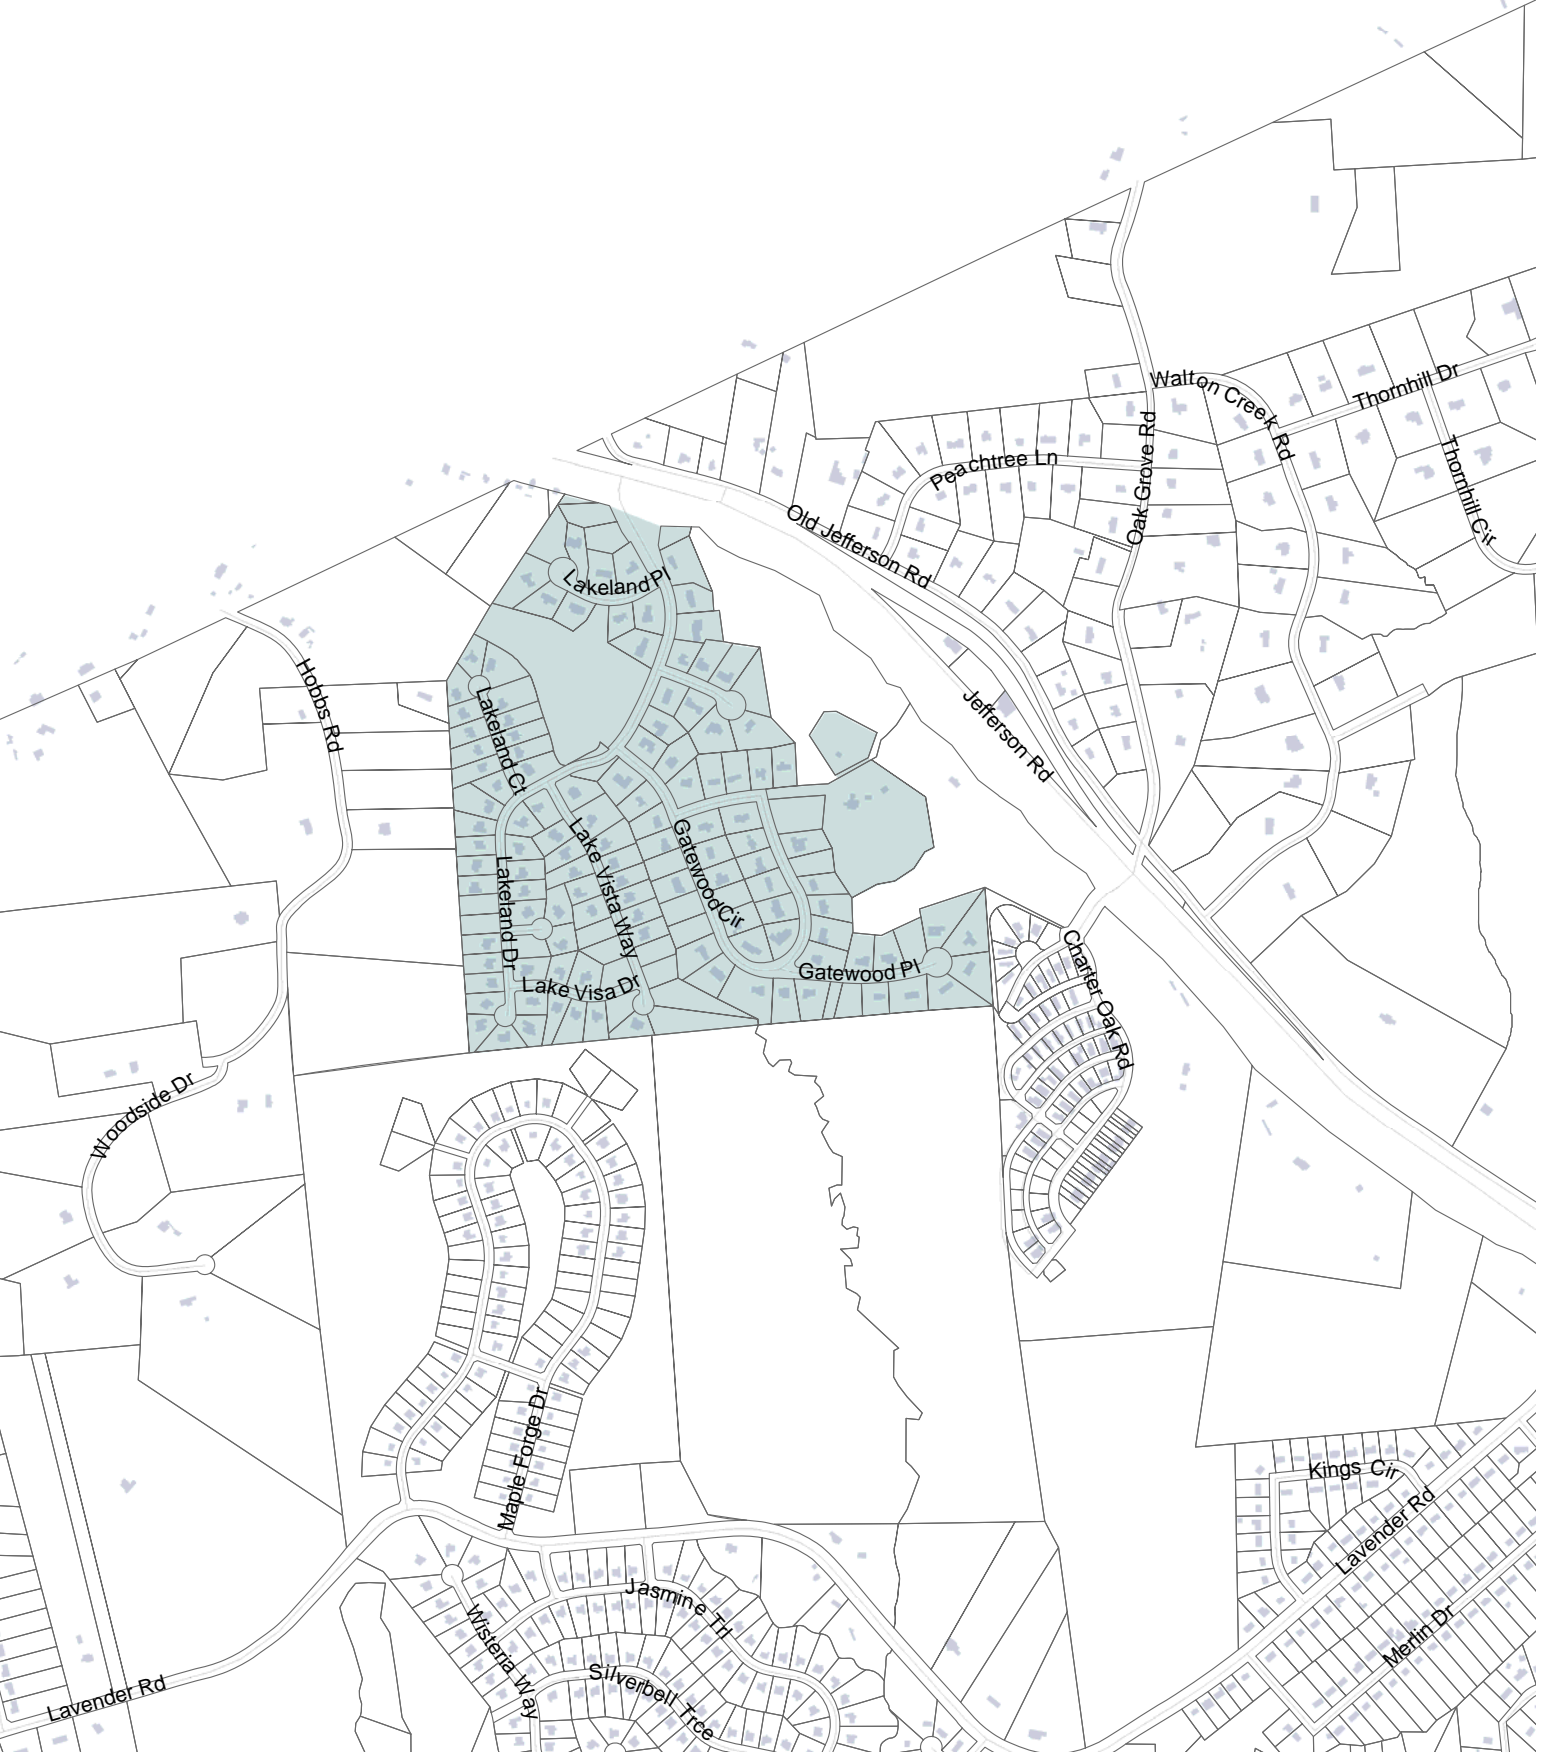 Walton Creek Rd
Thornhill Dr
Oak Grove Rd
Peachtree Ln
Thornhill Cir
Old Jefferson Rd
Lakeland Pl
Hobbs Rd
Lakeland Ct
Jefferson Rd
Lake Vista Way
Gatewood Cir
Lakeland Dr
Gatewood Pl
Lake Visa Dr
Charter Oak Rd
Woodside Dr
Maple Forge Dr
Kings Cir
Lavender Rd
Jasmine Trl
Wisteria Way
Merlin Dr
Silverbell Trce
Lavender Rd